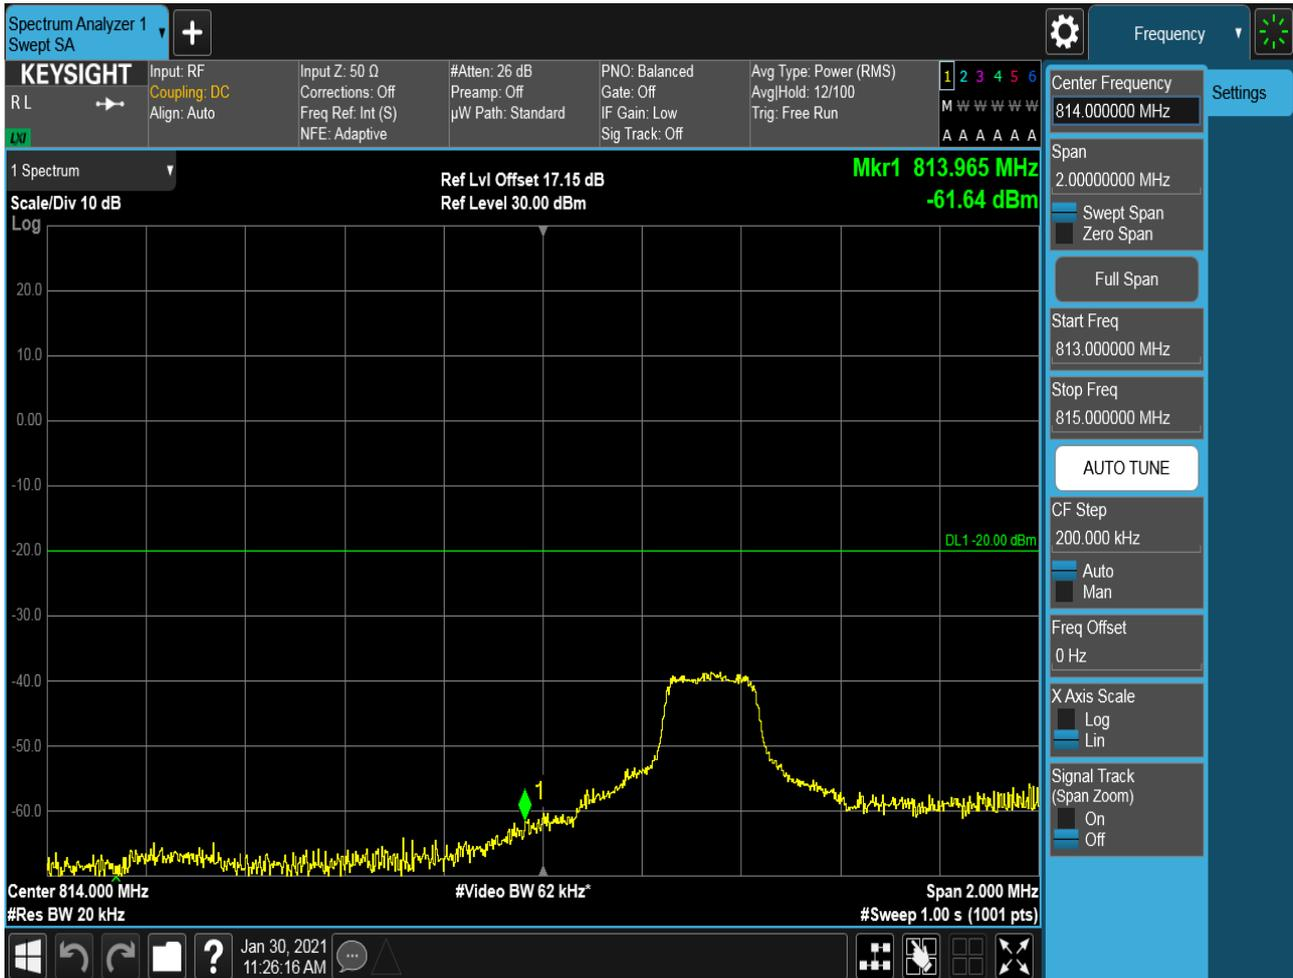 Spectrum Analyzer 1
Swept SA
+
Frequency
KEYSIGHT
R L
LXI
Input: RF
Coupling: DC
Align: Auto
Input Z: 50 Ω
Corrections: Off
Freq Ref: Int (S)
NFE: Adaptive
#Atten: 26 dB
Preamp: Off
µW Path: Standard
PNO: Balanced
Gate: Off
IF Gain: Low
Sig Track: Off
Avg Type: Power (RMS)
Avg|Hold: 12/100
Trig: Free Run
1 2 3 4 5 6
M W W W W W
A A A A A A
1 Spectrum
Scale/Div 10 dB
Log
Ref Lvl Offset 17.15 dB
Ref Level 30.00 dBm
Mkr1 813.965 MHz
-61.64 dBm
20.0
10.0
0.00
-10.0
-20.0
DL1 -20.00 dBm
-30.0
-40.0
-50.0
1
-60.0
Center 814.000 MHz
#Video BW 62 kHz*
Span 2.000 MHz
#Res BW 20 kHz
#Sweep 1.00 s (1001 pts)
Center Frequency
814.000000 MHz
Settings
Span
2.00000000 MHz
Swept Span
Zero Span
Full Span
Start Freq
813.000000 MHz
Stop Freq
815.000000 MHz
AUTO TUNE
CF Step
200.000 kHz
Auto
Man
Freq Offset
0 Hz
X Axis Scale
Log
Lin
Signal Track
(Span Zoom)
On
Off
?
Jan 30, 2021
11:26:16 AM